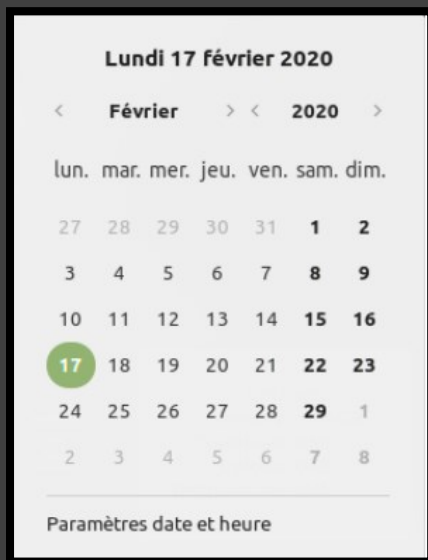 Lundi 17 février 2020
< Février > < 2020 >
lun. mar. mer. jeu. ven. sam. dim.
27 28 29 30 31 1 2
3 4 5 6 7 8 9
10 11 12 13 14 15 16
17 18 19 20 21 22 23
24 25 26 27 28 29 1
2 3 4 5 6 7 8
Paramètres date et heure